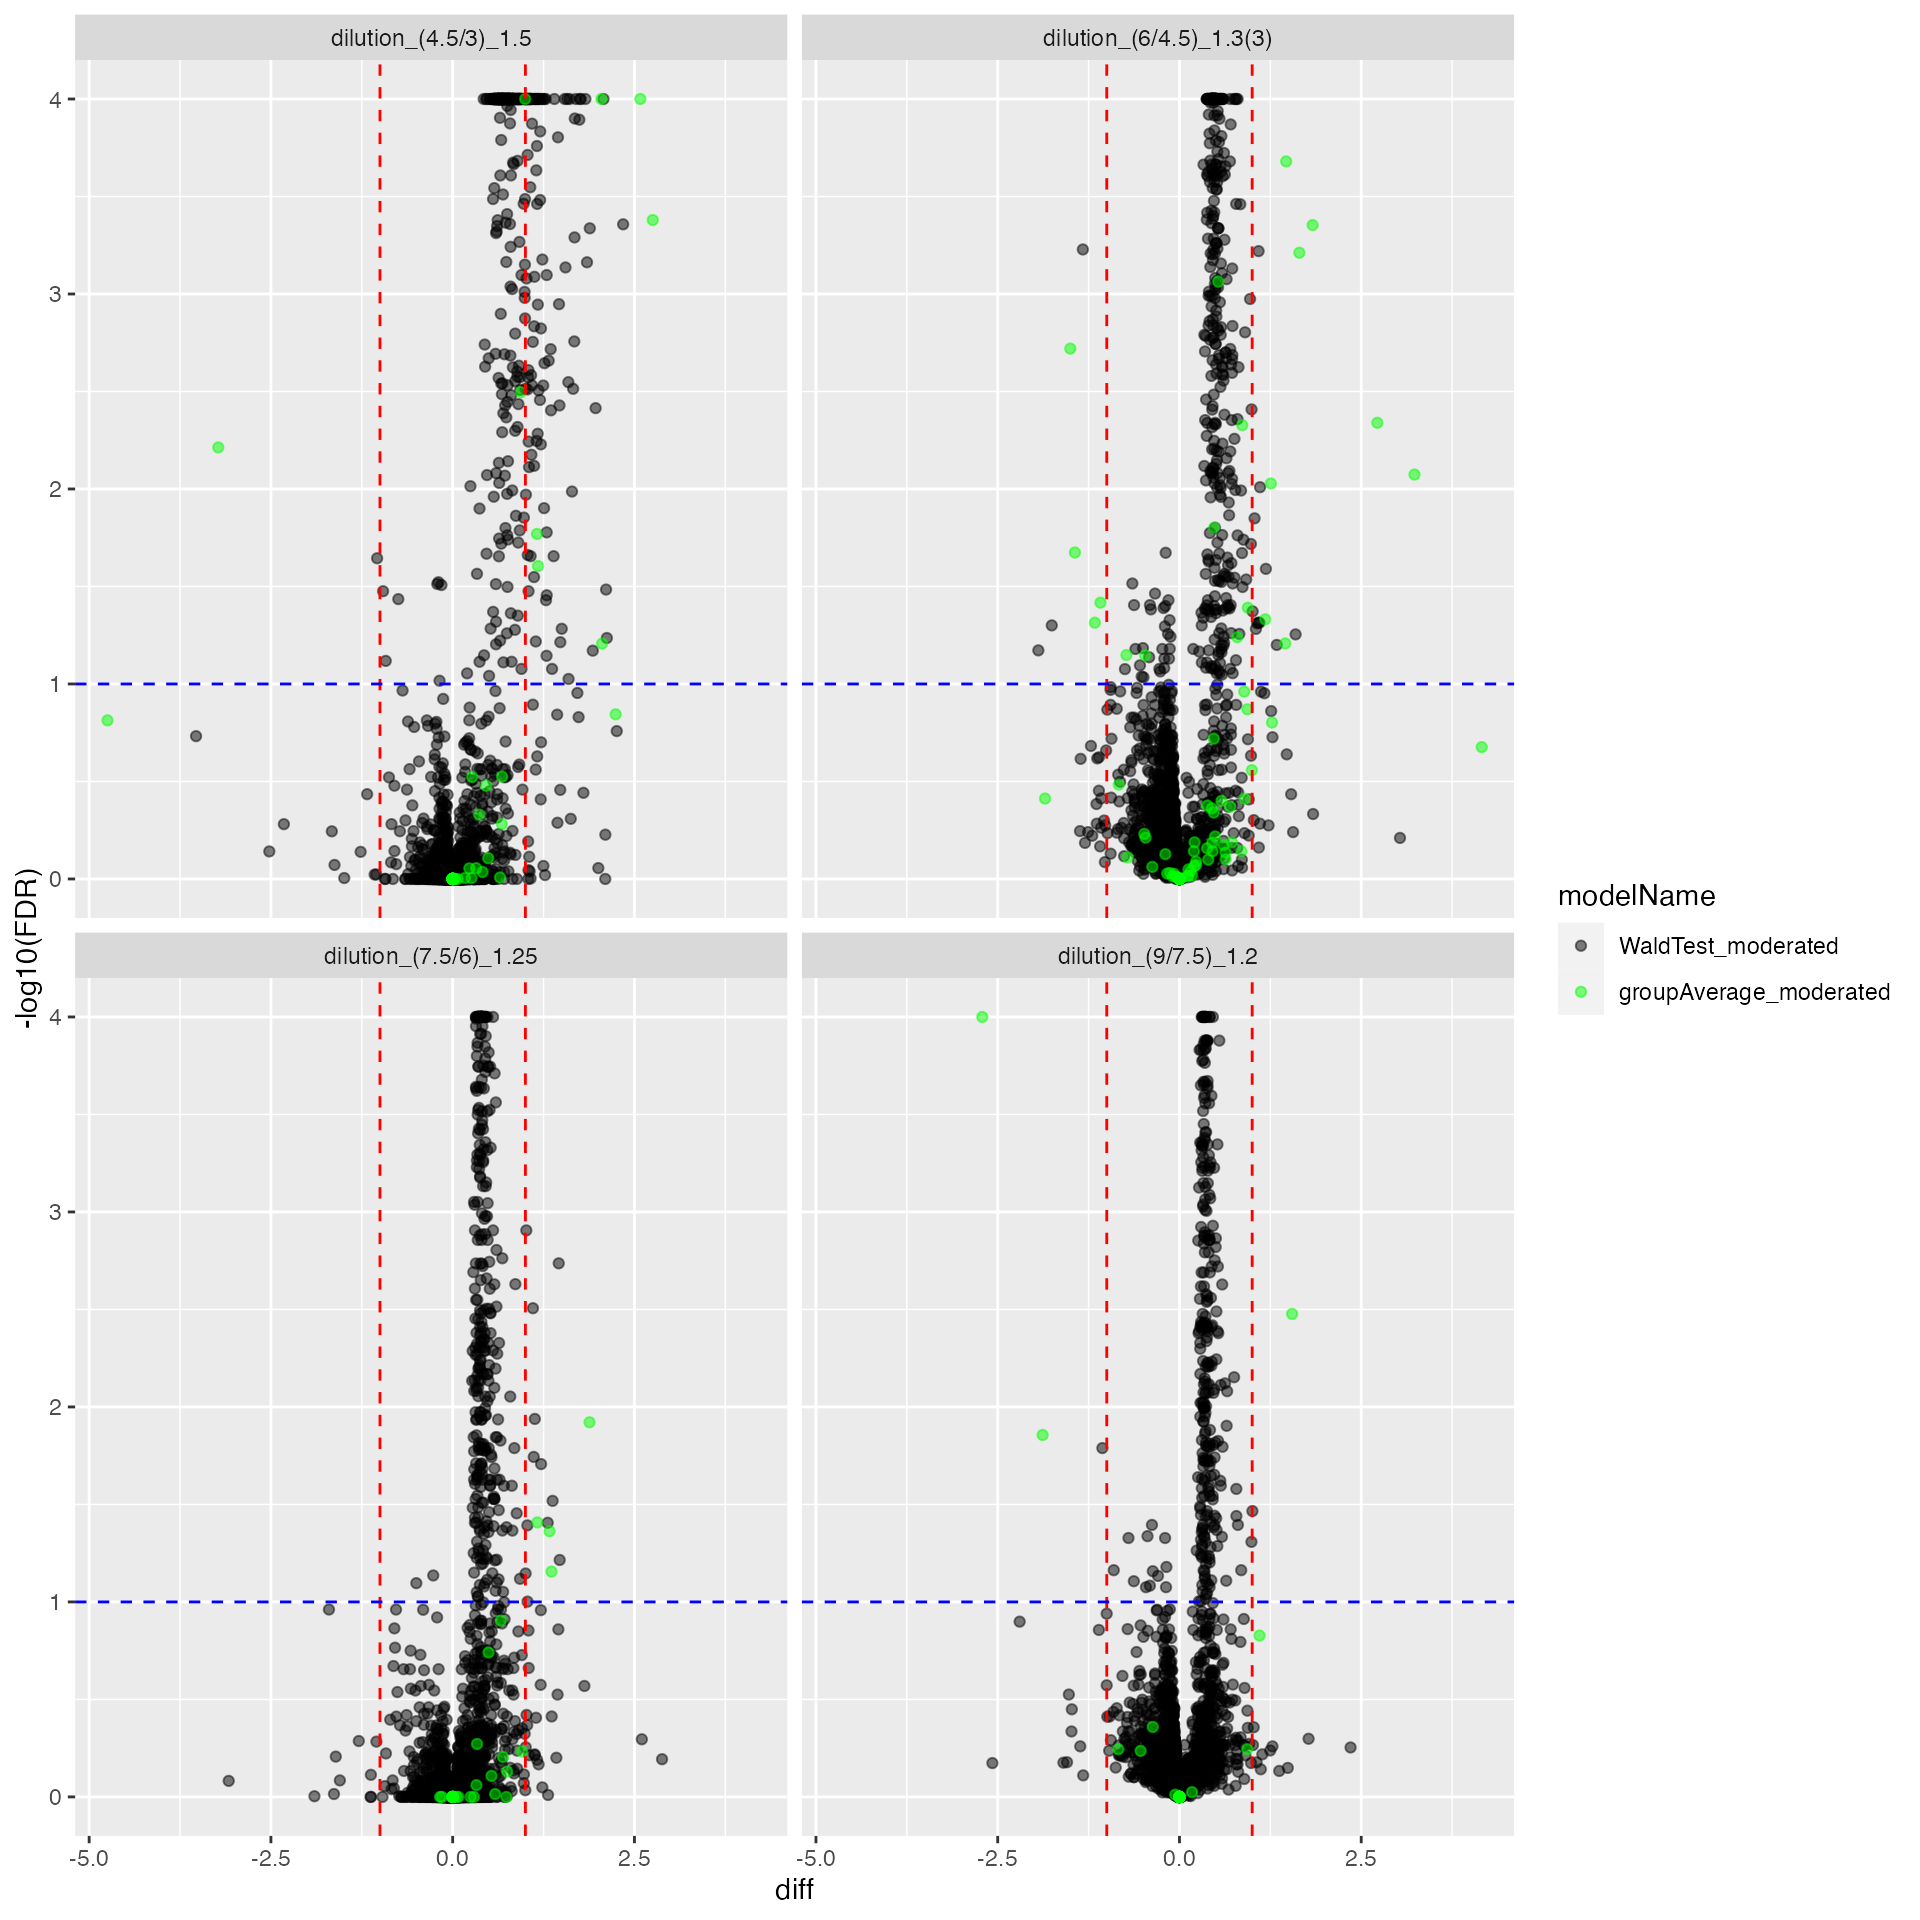 dilution_(4.5/3)_1.5
dilution_(6/4.5)_1.3(3)
4
3
2
1
0
dilution_(7.5/6)_1.25
dilution_(9/7.5)_1.2
4
3
2
1
0
-5.0
-2.5
0.0
2.5
-5.0
-2.5
0.0
2.5
diff
-log10(FDR)
modelName
WaldTest_moderated
groupAverage_moderated